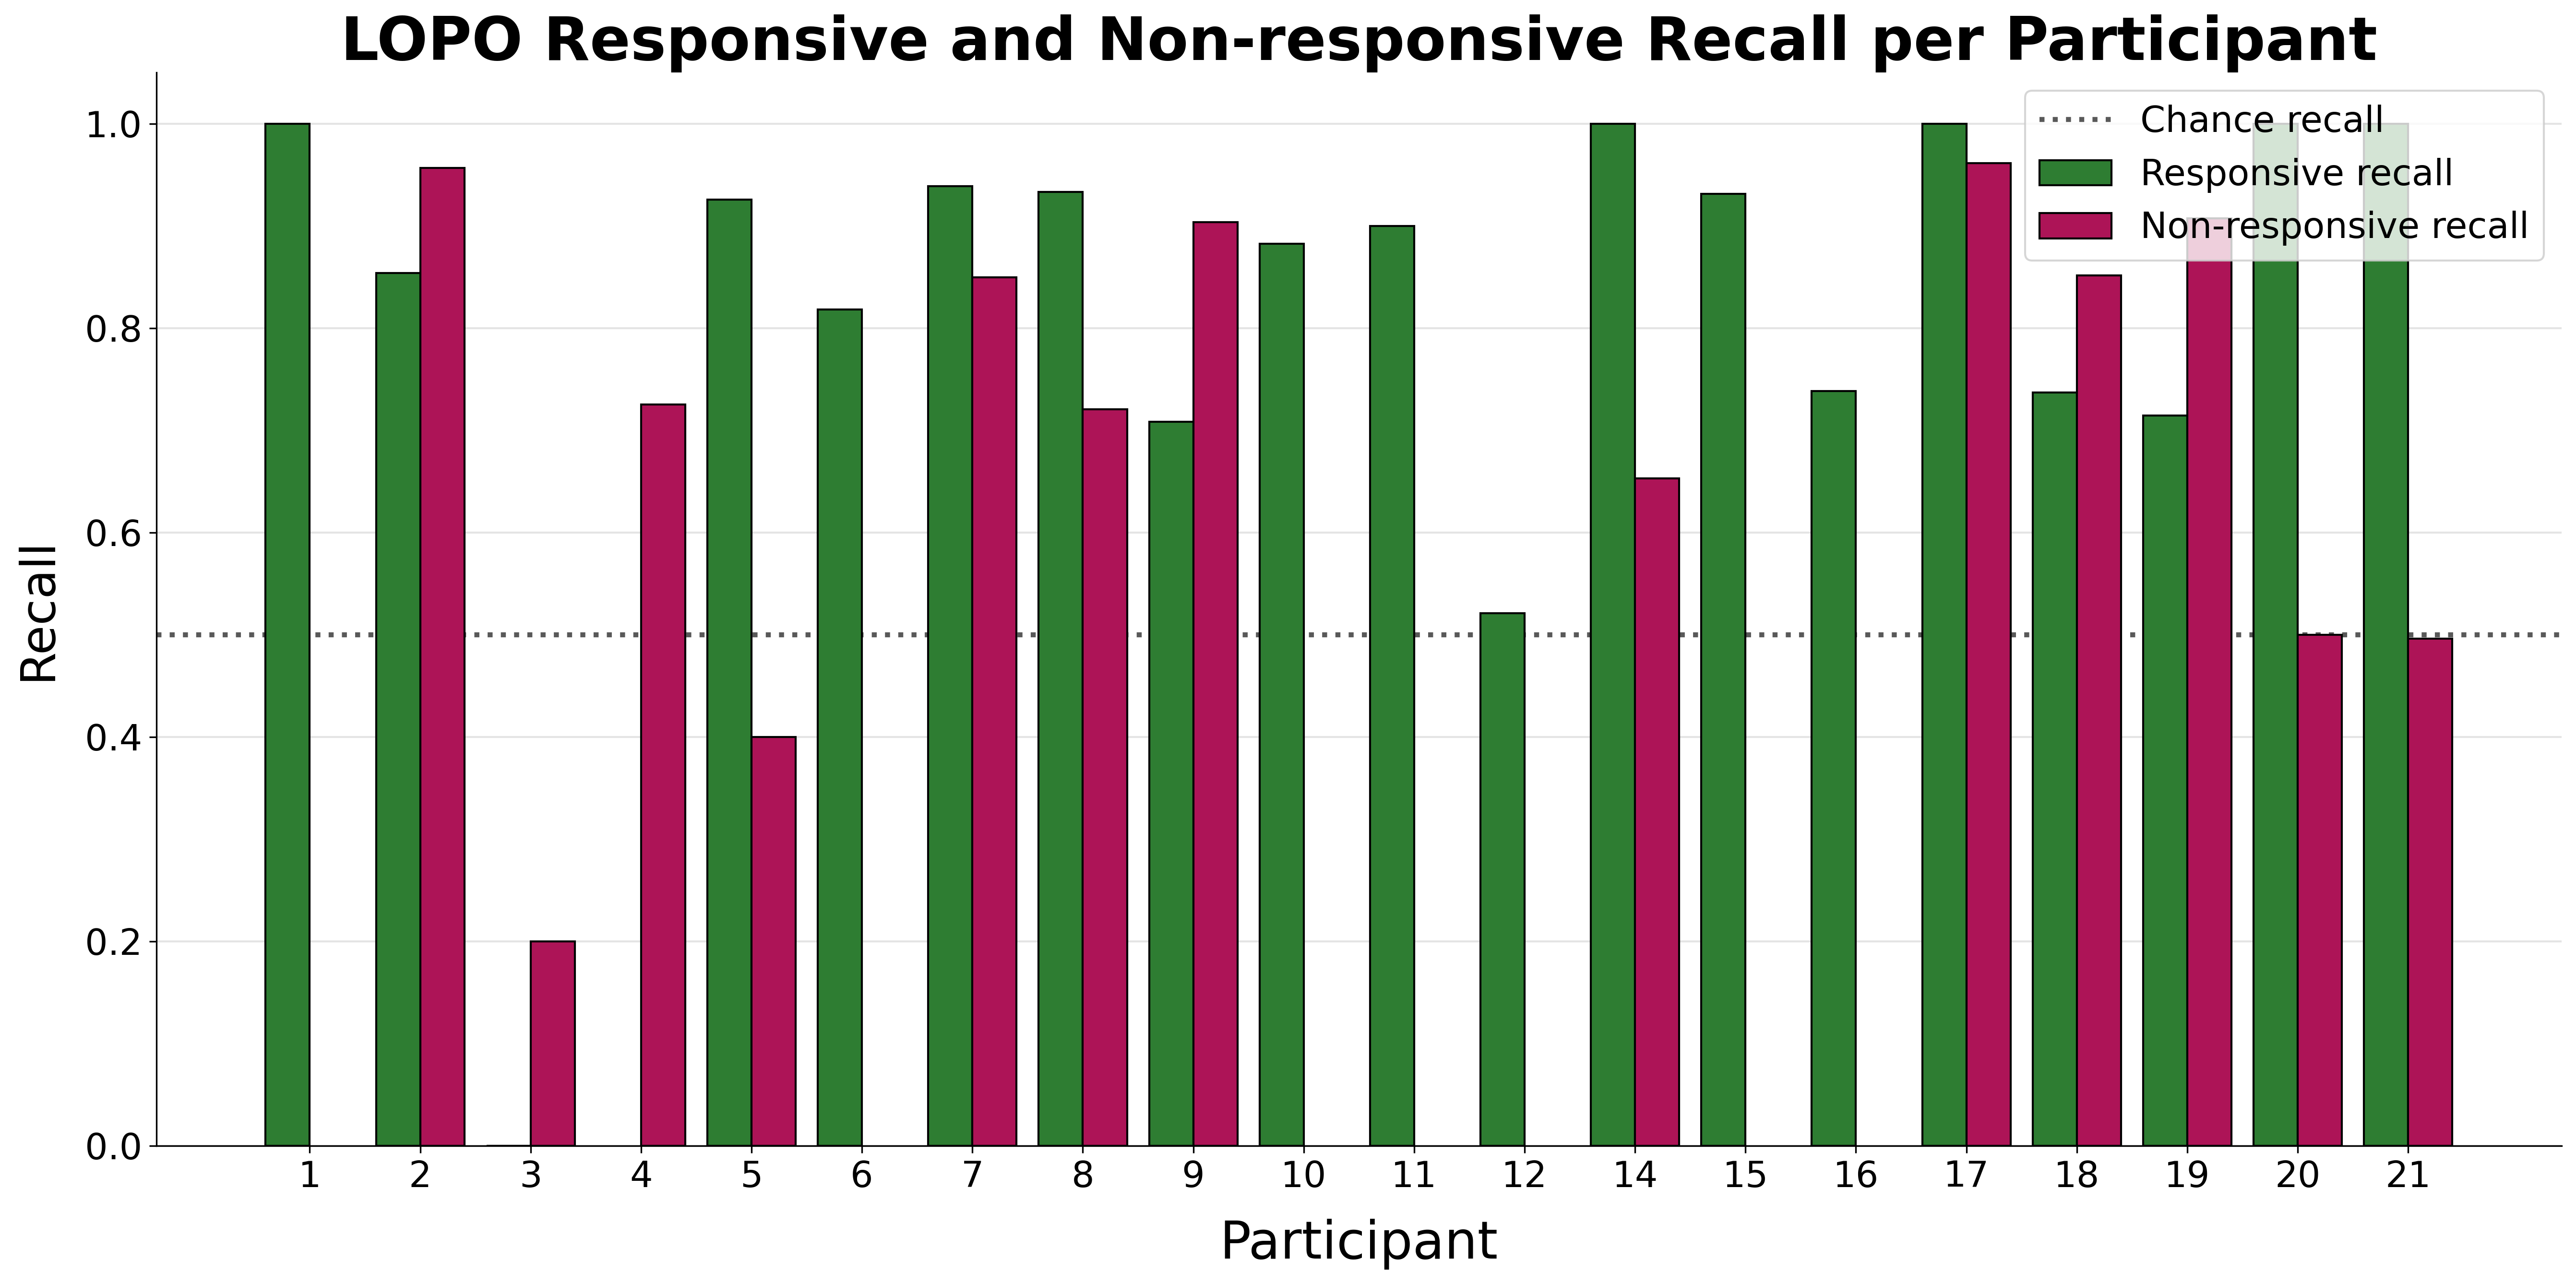 LOPO Responsive and Non-responsive Recall per Participant
Chance recall
Responsive recall
Non-responsive recall
1.0
0.8
0.6
0.4
0.2
0.0
Recall
1 2 3 4 5 6 7 8 9 10 11 12 14 15 16 17 18 19 20 21
Participant